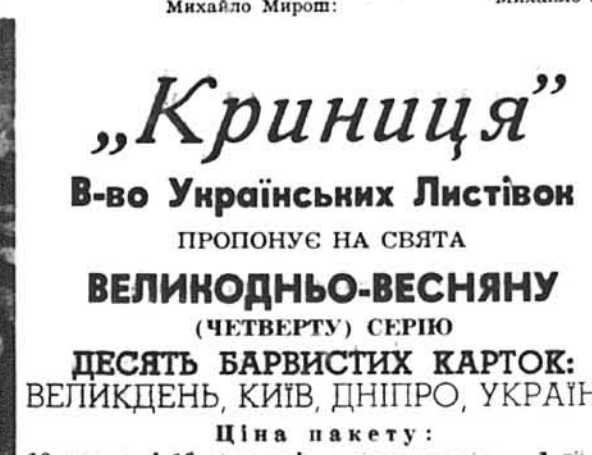 Михайло Мирош:
„Криниця”
В-во Українських Листівок
ПРОПОНУЄ НА СВЯТА
ВЕЛИКОДНЬО-ВЕСНЯНУ
(ЧЕТВЕРТУ) СЕРІЮ
ДЕСЯТЬ БАРВИСТИХ КАРТОК:
ВЕЛИКДЕНЬ, КИЇВ, ДНІПРО,
Ціна пакету: